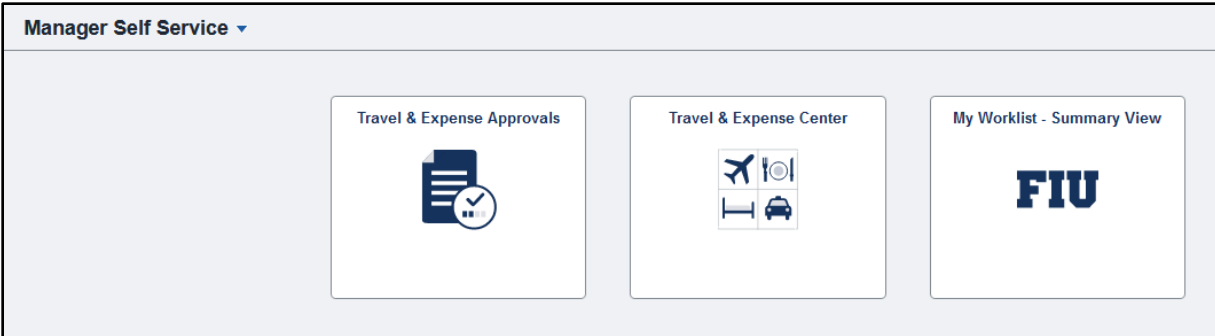 Manager Self Service
Travel & Expense Approvals
Travel & Expense Center
My Worklist - Summary View
FIU